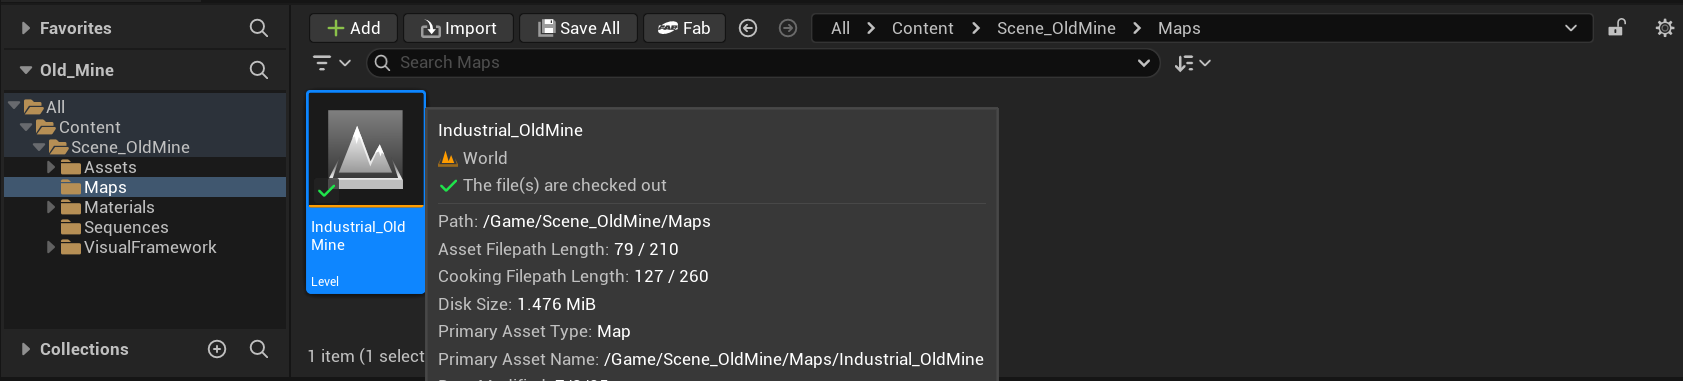 Favorites
Add
Import
Save All
Fab
All
Content
Scene_OldMine
Maps
Old_Mine
Search Maps
All
Content
Scene_OldMine
Assets
Maps
Materials
Sequences
VisualFramework
Collections
Industrial_Old
Mine
Level
1 item (1 select
Industrial_OldMine
World
The file(s) are checked out
Path: /Game/Scene_OldMine/Maps
Asset Filepath Length: 79 / 210
Cooking Filepath Length: 127 / 260
Disk Size: 1.476 MiB
Primary Asset Type: Map
Primary Asset Name: /Game/Scene_OldMine/Maps/Industrial_OldMine